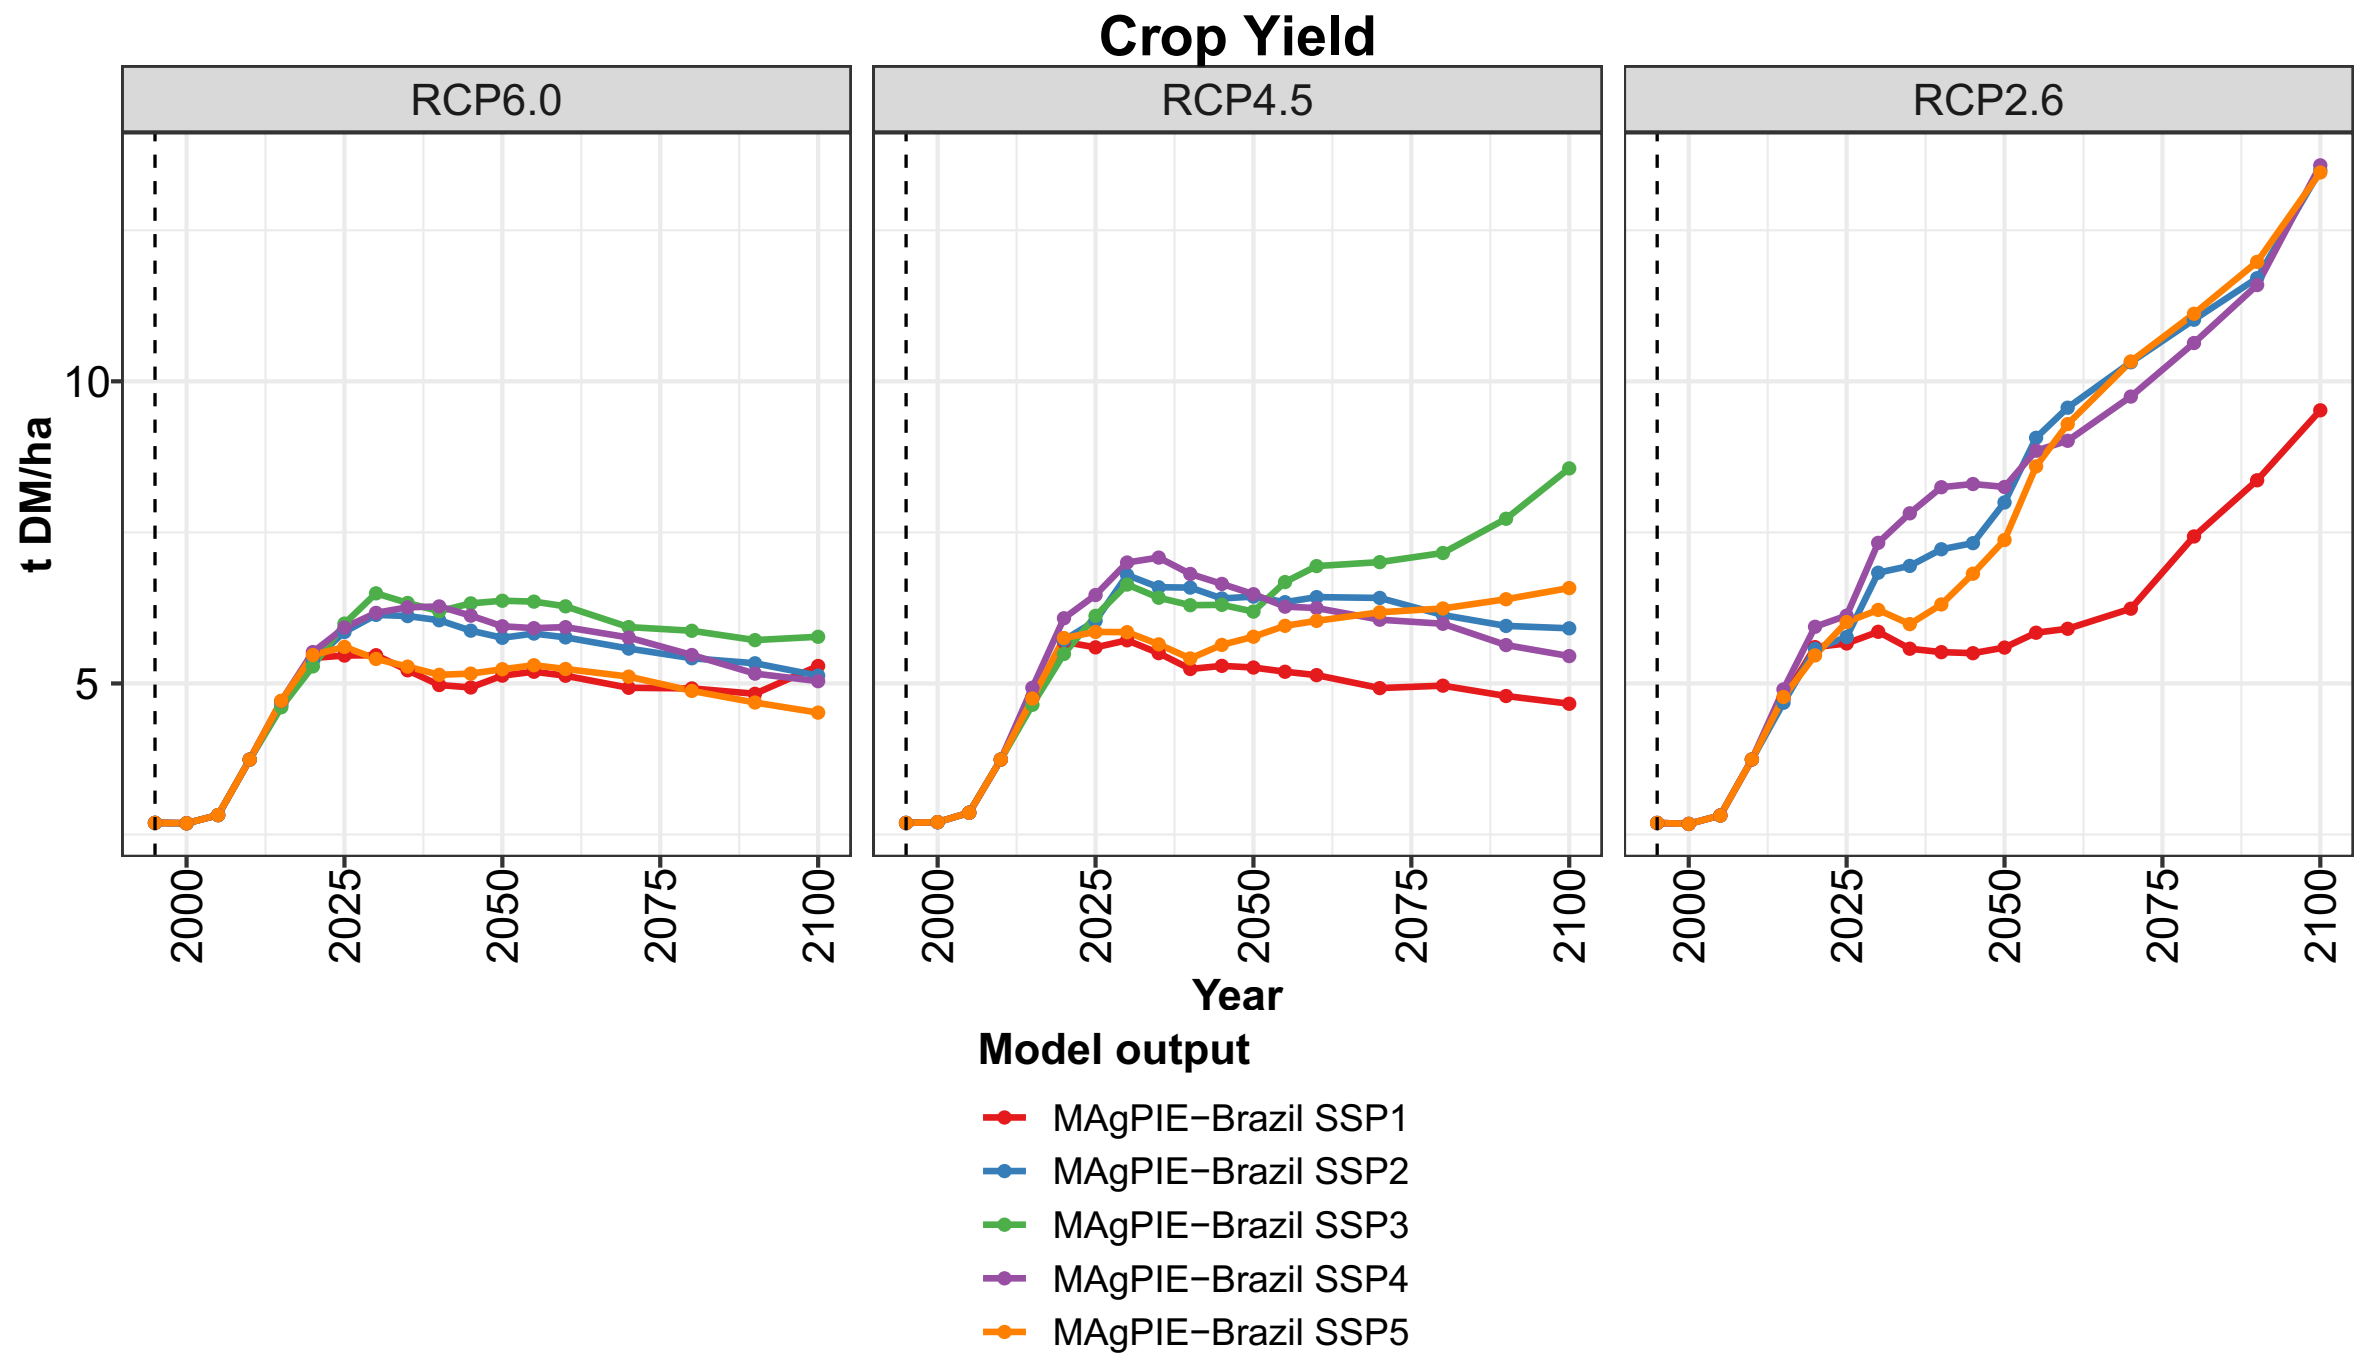 Crop Yield
RCP6.0 RCP4.5 RCP2.6
t DM/ha
10
5
2000 2025 2050 2075 2100 2000 2025 2050 2075 2100 2000 2025 2050 2075 2100
Year
Model output
MAgPIE−Brazil SSP1
MAgPIE−Brazil SSP2
MAgPIE−Brazil SSP3
MAgPIE−Brazil SSP4
MAgPIE−Brazil SSP5